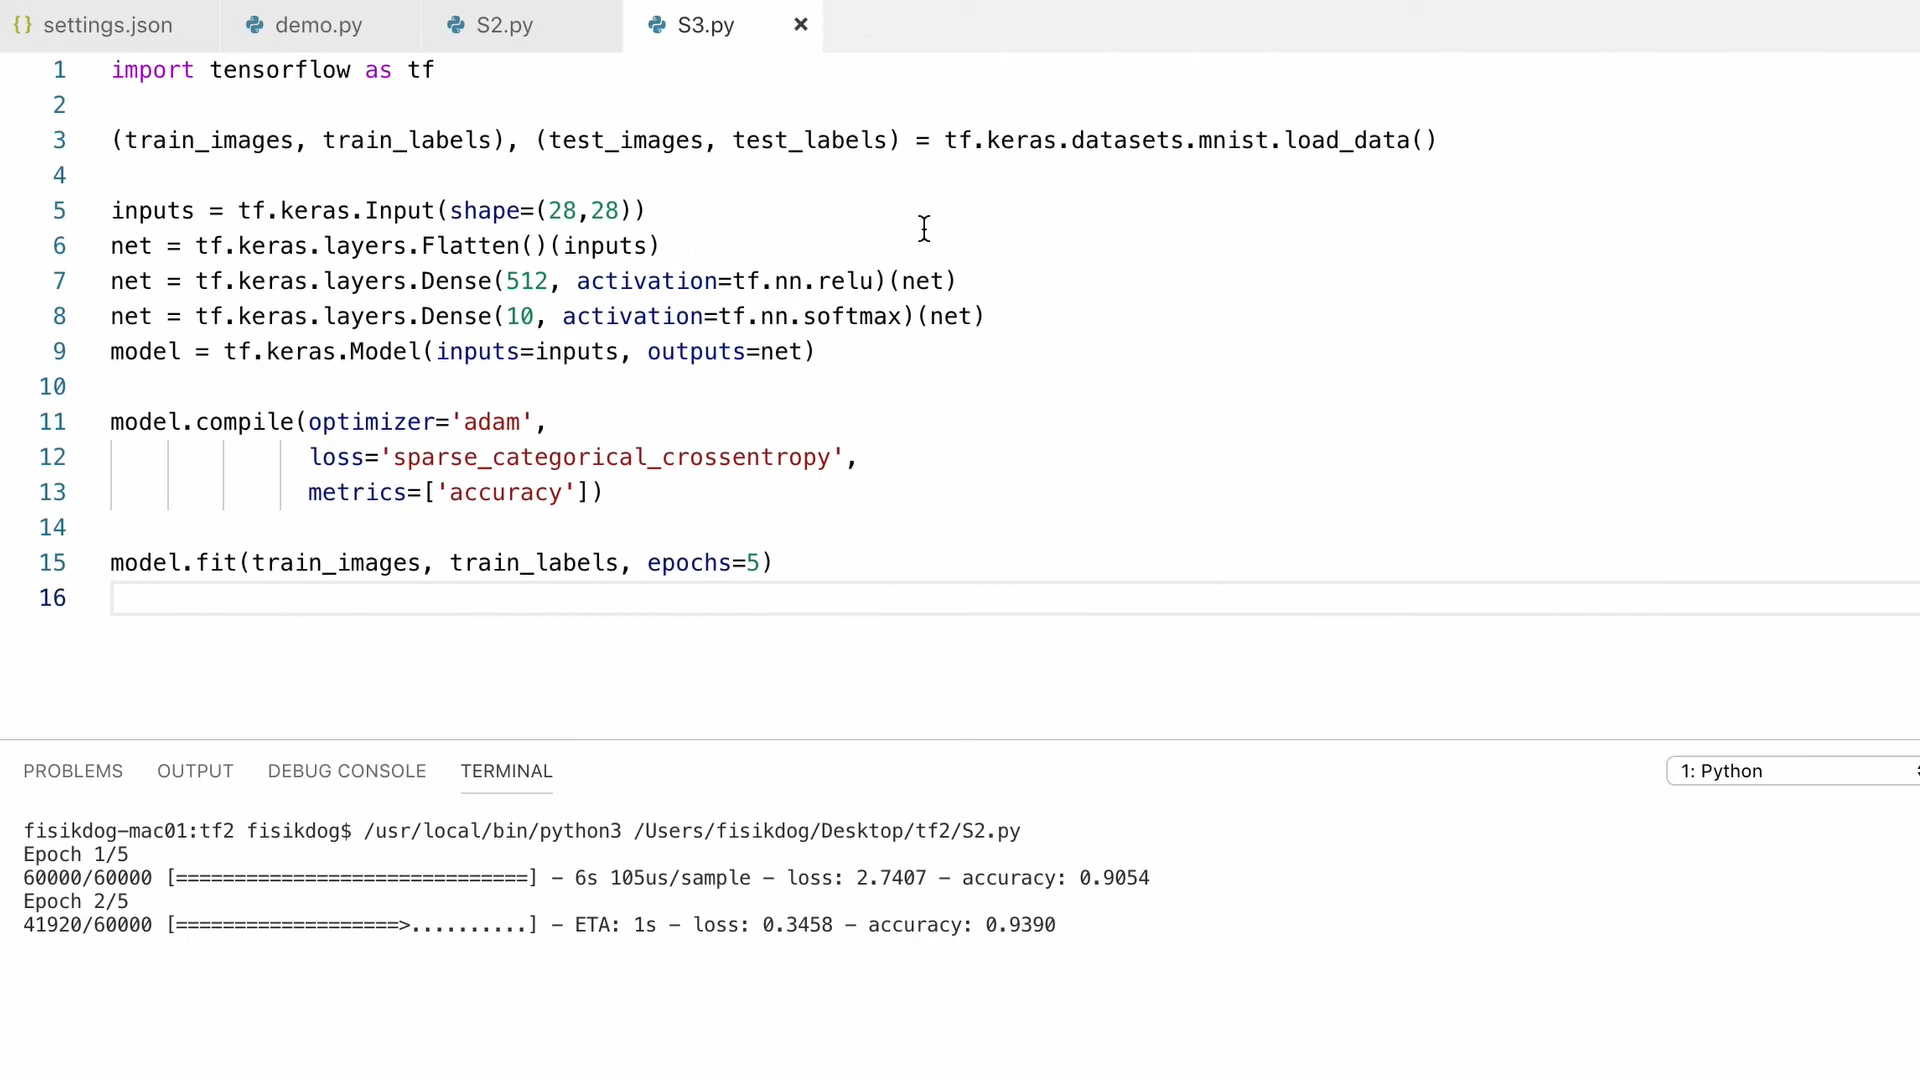 settings.json demo.py S2.py S3.py
1 import tensorflow as tf
2
3 (train_images, train_labels), (test_images, test_labels) = tf.keras.datasets.mnist.load_data()
4
5 inputs = tf.keras.Input(shape=(28,28))
6 net = tf.keras.layers.Flatten()(inputs)
7 net = tf.keras.layers.Dense(512, activation=tf.nn.relu)(net)
8 net = tf.keras.layers.Dense(10, activation=tf.nn.softmax)(net)
9 model = tf.keras.Model(inputs=inputs, outputs=net)
10
11 model.compile(optimizer='adam',
12 loss='sparse_categorical_crossentropy',
13 metrics=['accuracy'])
14
15 model.fit(train_images, train_labels, epochs=5)
16
PROBLEMS OUTPUT DEBUG CONSOLE TERMINAL 1: Python
fisikdog-mac01:tf2 fisikdog$ /usr/local/bin/python3 /Users/fisikdog/Desktop/tf2/S2.py
Epoch 1/5
60000/60000 [==============================] - 6s 105us/sample - loss: 2.7407 - accuracy: 0.9054
Epoch 2/5
41920/60000 [===================>..........] - ETA: 1s - loss: 0.3458 - accuracy: 0.9390